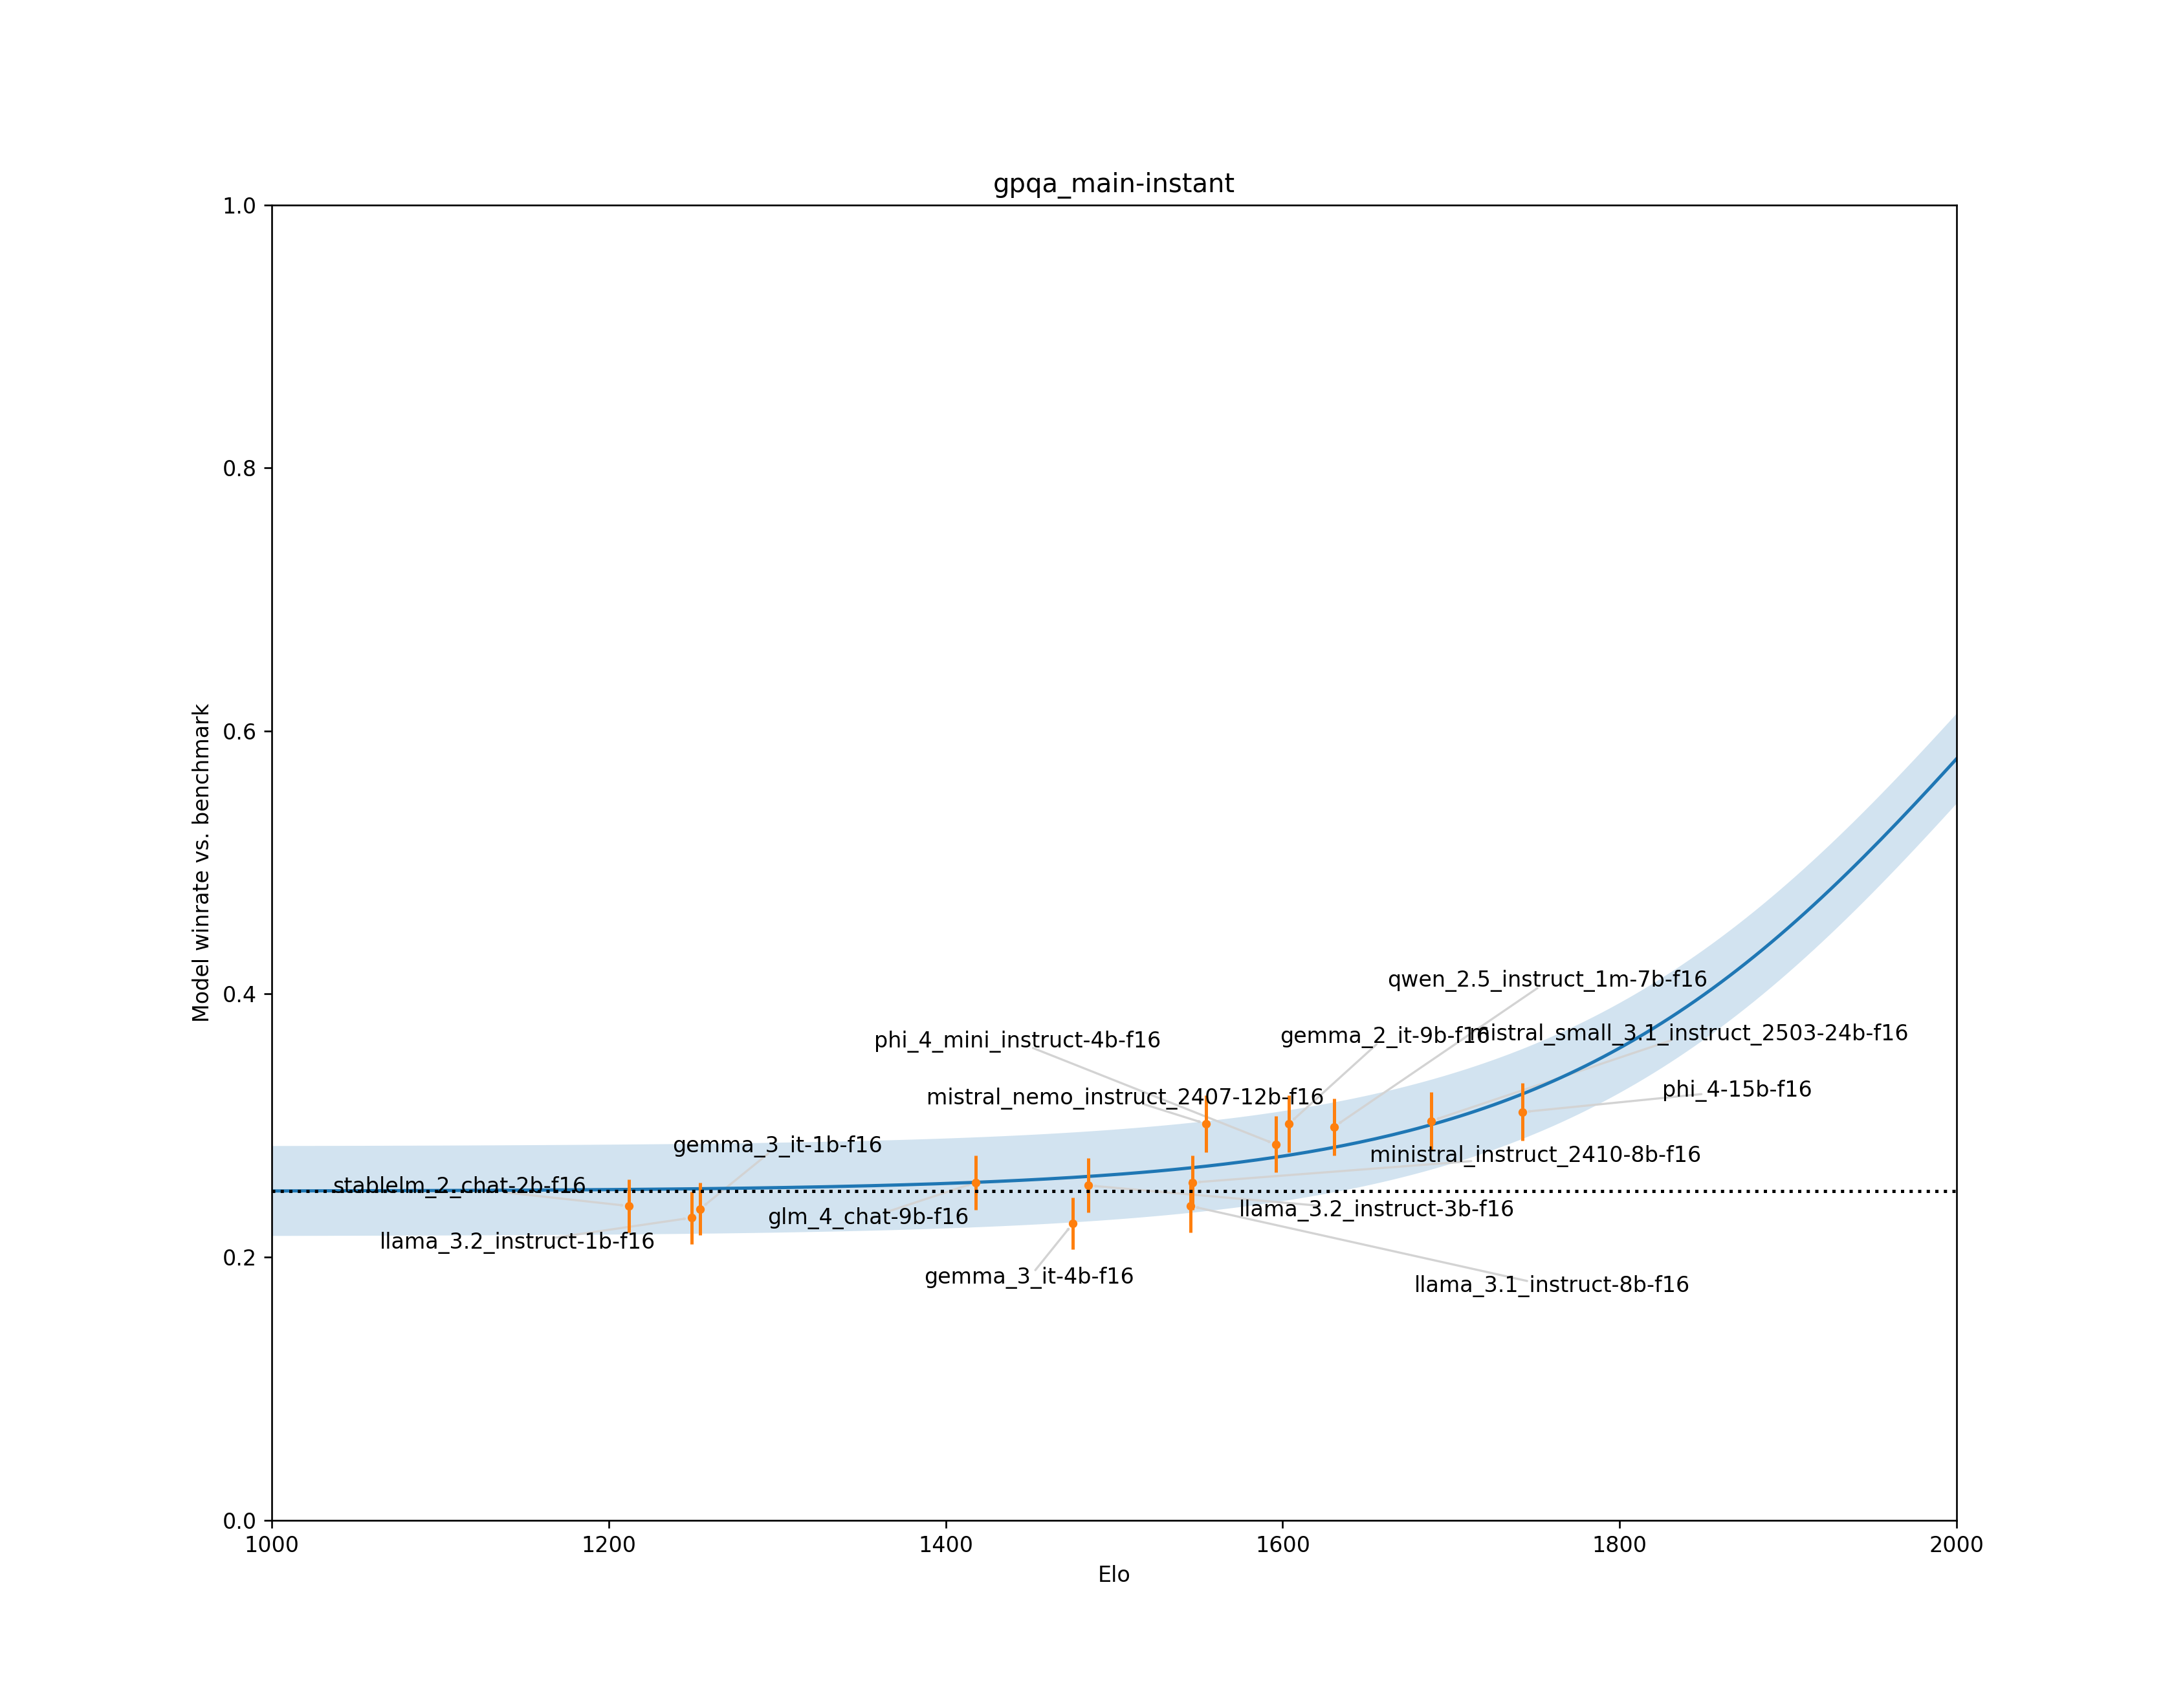 gpqa_main-instant
1.0
0.8
0.6
0.4
0.2
0.0
Model winrate vs. benchmark
qwen_2.5_instruct_1m-7b-f16
mistral_small_3.1_instruct_2503-24b-f16
gemma_2_it-9b-f16
phi_4_mini_instruct-4b-f16
phi_4-15b-f16
mistral_nemo_instruct_2407-12b-f16
gemma_3_it-1b-f16
ministral_instruct_2410-8b-f16
stablelm_2_chat-2b-f16
llama_3.2_instruct-3b-f16
glm_4_chat-9b-f16
llama_3.2_instruct-1b-f16
gemma_3_it-4b-f16
llama_3.1_instruct-8b-f16
1000
1200
1400
1600
1800
2000
Elo